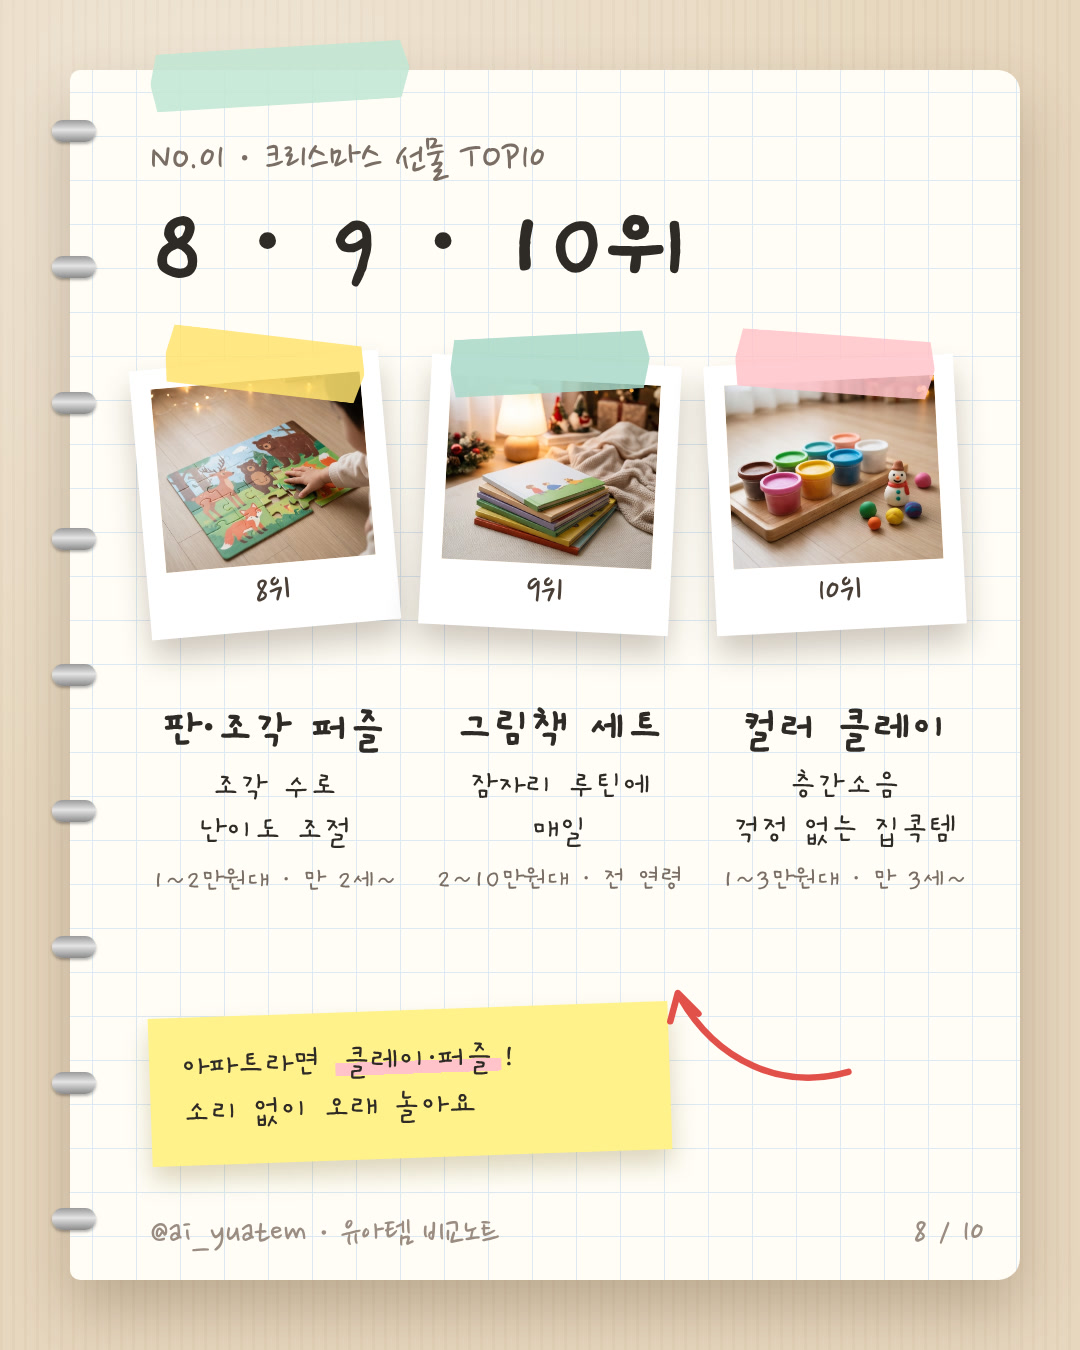 NO.01 · 크리스마스 선물 TOP10
8 · 9 · 10위
8위
9위
10위
판·조각 퍼즐
조각 수로
난이도 조절
1~2만원대 · 만 2세~
그림책 세트
잠자리 루틴에
매일
2~10만원대 · 전 연령
컬러 클레이
층간소음
걱정 없는 집콕템
1~3만원대 · 만 3세~
아파트라면 클레이·퍼즐!
소리 없이 오래 놀아요
@ai_yuatem · 유아템 비교노트
8 / 10